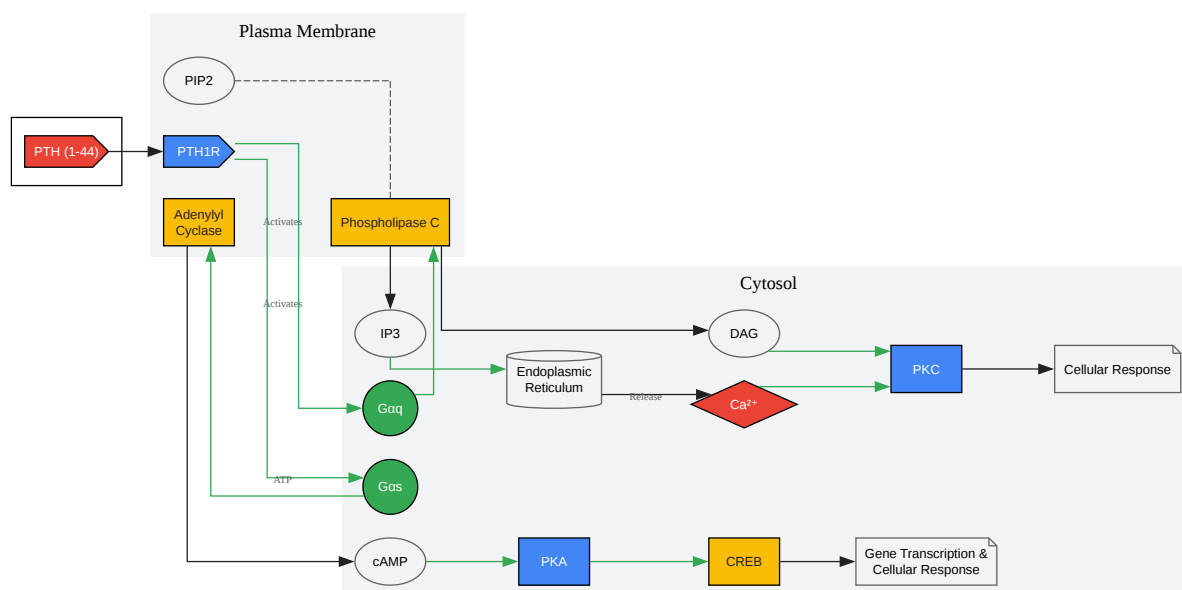 Plasma Membrane
PIP2
PTH (1-44)
PTH1R
Adenylyl
Cyclase
Activates
Phospholipase C
Cytosol
Activates
IP3
DAG
Endoplasmic
Reticulum
PKC
Cellular Response
Release
Ca²⁺
Gαq
ATP
Gαs
cAMP
PKA
CREB
Gene Transcription &
Cellular Response